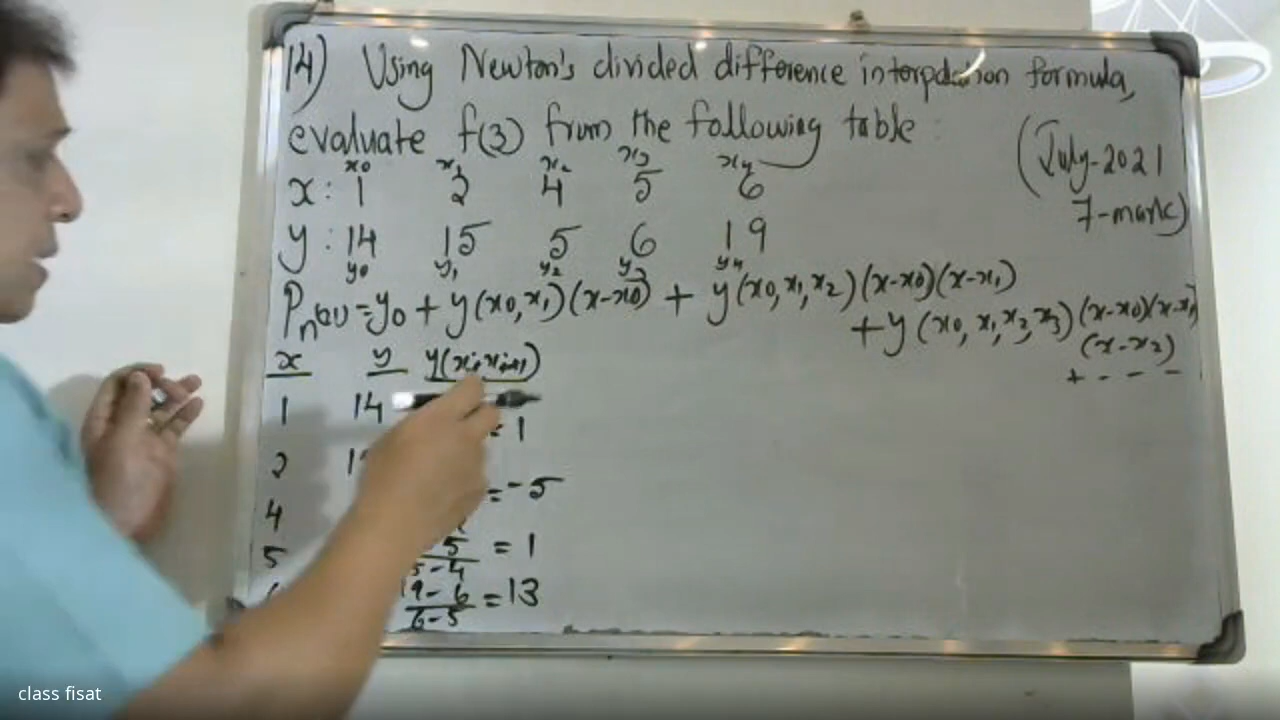 14) Using Newton's divided difference interpolation formula,
evaluate f(3) from the following table
(July-2021
7-mark)
x0 x1 x2 x3 x4
x: 1 2 4 5 6
y: 14 15 5 6 19
y0 y1 y2 y3 y4
Pn(x) = y0 + y(x0, x1)(x-x0) + y(x0, x1, x2)(x-x0)(x-x1)
+ y(x0, x1, x2, x3)(x-x0)(x-x1)
(x-x2)
+ - - -
x y y(xi, xi+1)
1 14
= 1
2
= -5
4
5 = 1
5
5-4
19-6 = 13
6-5
class fisat